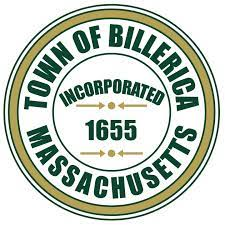 TOWN OF BILLERICA
INCORPORATED
1655
MASSACHUSETTS